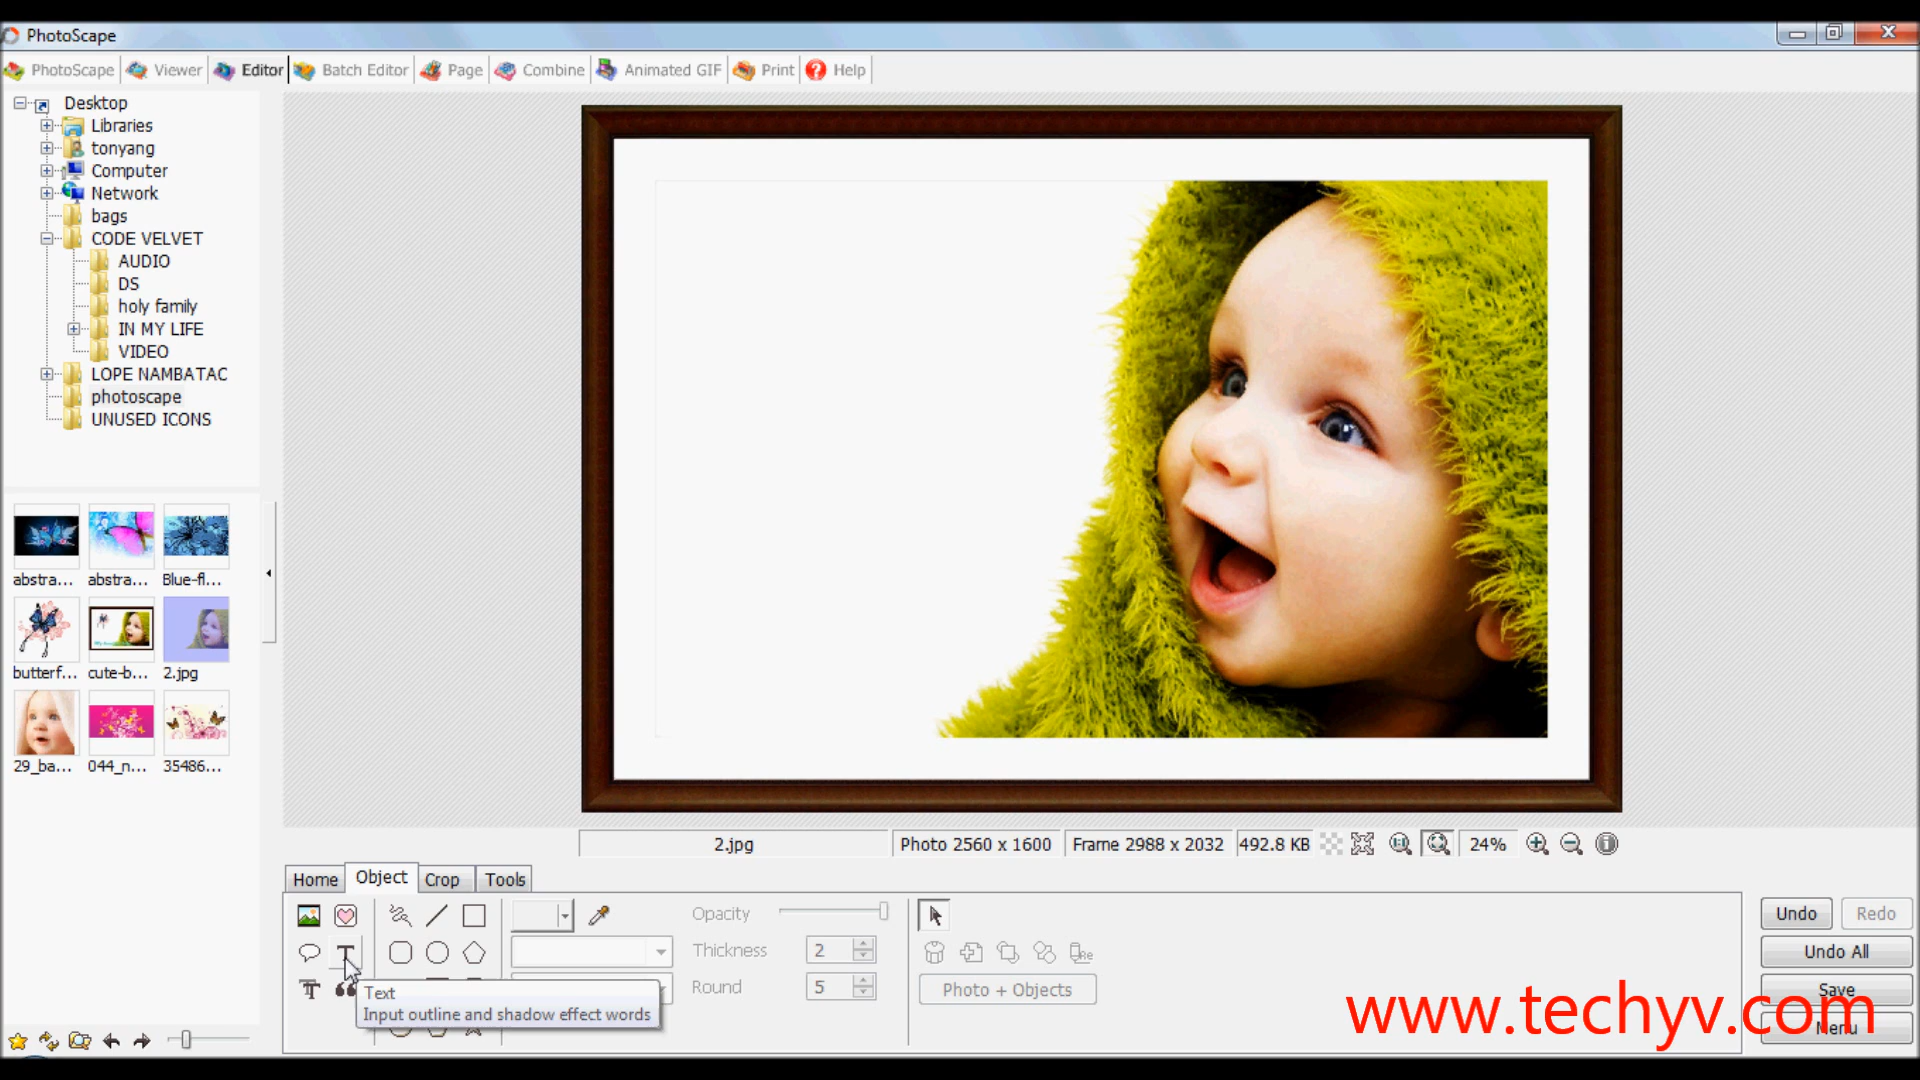 PhotoScape
PhotoScape Viewer Editor Batch Editor Page Combine Animated GIF Print Help
Desktop
Libraries
tonyang
Computer
Network
bags
CODE VELVET
AUDIO
DS
holy family
IN MY LIFE
VIDEO
LOPE NAMBATAC
photoscape
UNUSED ICONS
abstra... abstra... Blue-fl...
butterf... cute-b... 2.jpg
29_ba... 044_n... 35486...
2.jpg Photo 2560 x 1600 Frame 2988 x 2032 492.8 KB 24%
Home Object Crop Tools
Opacity
Thickness 2
Round 5
Photo + Objects
Text
Input outline and shadow effect words
Undo Redo
Undo All
Save
Menu
www.techyv.com